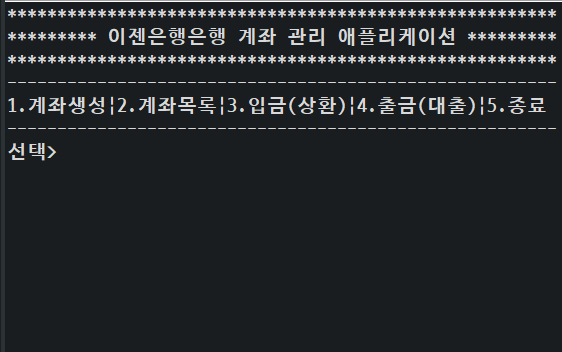 *******************************************************
********* 이젠은행은행 계좌 관리 애플리케이션 *********
*******************************************************
-------------------------------------------------------
1.계좌생성¦2.계좌목록¦3.입금(상환)¦4.출금(대출)¦5.종료
-------------------------------------------------------
선택>